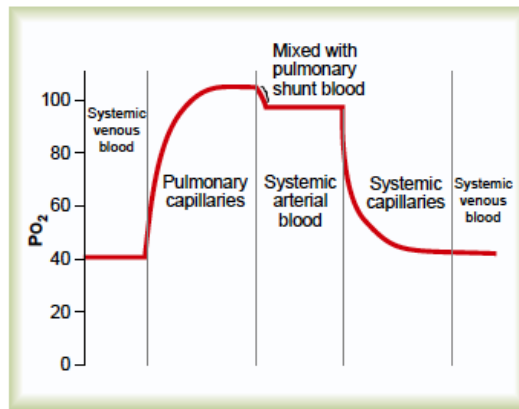 Mixed with
pulmonary
shunt blood
Systemic
venous
blood
Pulmonary
capillaries
Systemic
arterial
blood
Systemic
capillaries
Systemic
venous
blood
PO₂
100
80
60
40
20
0